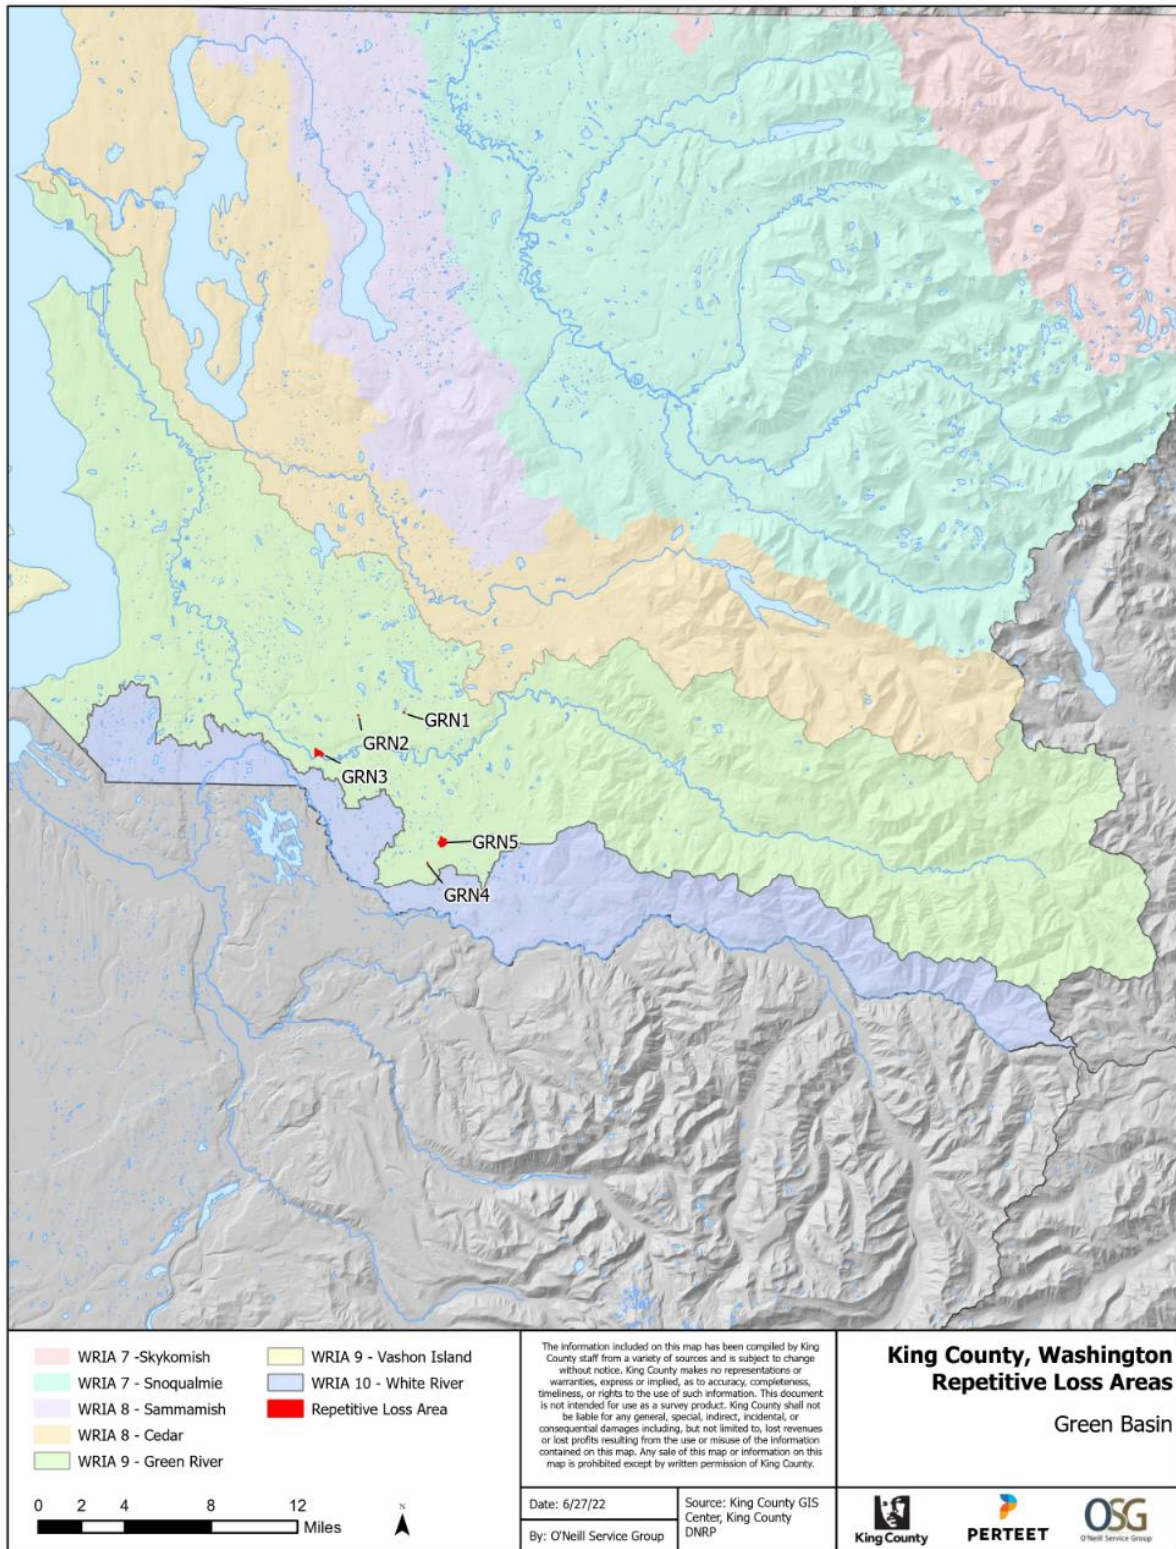 GRN1
GRN2
GRN3
GRN5
GRN4
WRIA 7 -Skykomish
WRIA 7 - Snoqualmie
WRIA 8 - Sammamish
WRIA 8 - Cedar
WRIA 9 - Green River
WRIA 9 - Vashon Island
WRIA 10 - White River
Repetitive Loss Area
0 2 4 8 12
Miles
N
The information included on this map has been compiled by King
County staff from a variety of sources and is subject to change
without notice. King County makes no representations or
warranties, express or implied, as to accuracy, completeness,
timeliness, or rights to the use of such information. This document
is not intended for use as a survey product. King County shall not
be liable for any general, special, indirect, incidental, or
consequential damages including, but not limited to, lost revenues
or lost profits resulting from the use or misuse of the information
contained on this map. Any sale of this map or information on this
map is prohibited except by written permission of King County.
Date: 6/27/22
By: O'Neill Service Group
Source: King County GIS
Center, King County
DNRP
King County, Washington
Repetitive Loss Areas
Green Basin
King County
PERTEET
OSG
O'Neill Service Group